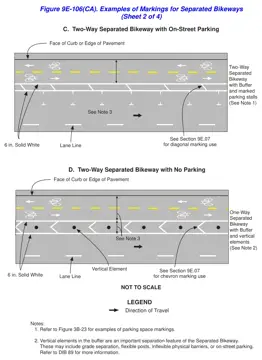 Figure 9E-106(CA). Examples of Markings for Separated Bikeways
(Sheet 2 of 4)
C. Two-Way Separated Bikeway with On-Street Parking
Face of Curb or Edge of Pavement
Two Way
Separated
Bikeway
with Buffer
and marked
parking stalls
(See Note 1)
See Note 3
6 in. Solid White
Lane Line
See Section 9E.07
for diagonal marking use
D. Two-Way Separated Bikeway with No Parking
Face of Curb or Edge of Pavement
One Way
Separated
Bikeway
with Buffer
and vertical
elements
(See Note 2)
See Note 3
6 in. Solid White
Lane Line
Vertical Element
See Section 9E.07
for chevron marking use
NOT TO SCALE
LEGEND
Direction of Travel
Notes:
1. Refer to Figure 3B-23 for examples of parking space markings.
2. Vertical elements in the buffer are an important separation feature of the Separated Bikeway.
These may include grade separation, flexible posts, inflexible physical barriers, or on-street parking.
Refer to DIB 89 for more information.